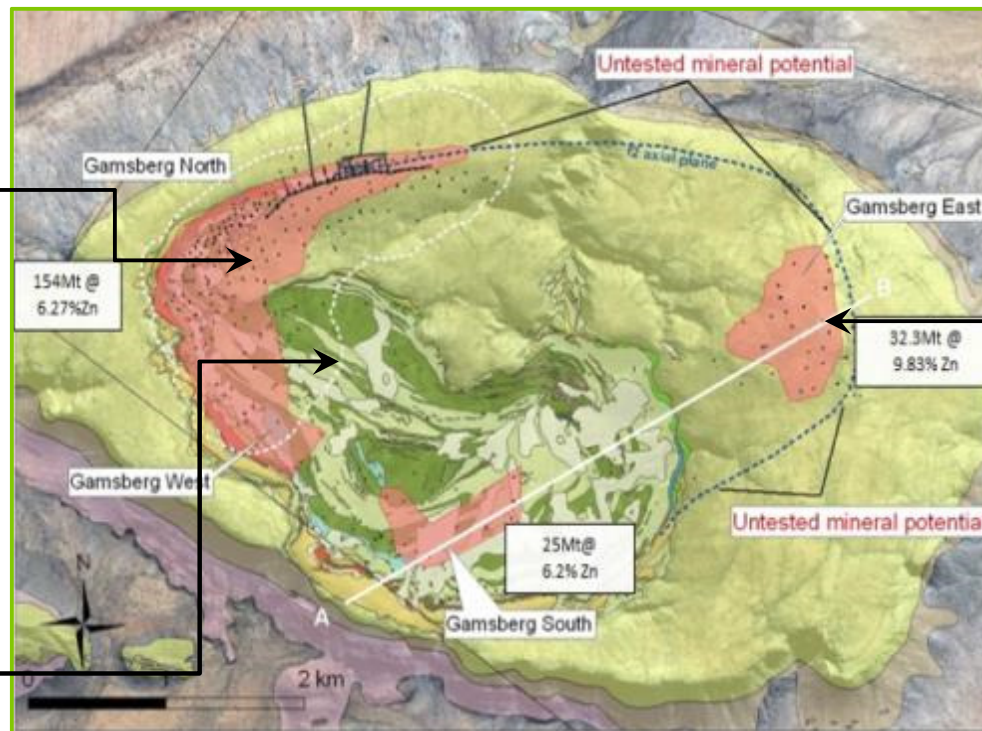 Untested mineral potential
Gamsberg North
f2 axial plane
Gamsberg East
154Mt @
6.27%Zn
B
32.3Mt @
9.83% Zn
Gamsberg West
Untested mineral potentia
25Mt@
6.2% Zn
A
N
Gamsberg South
0
2 km